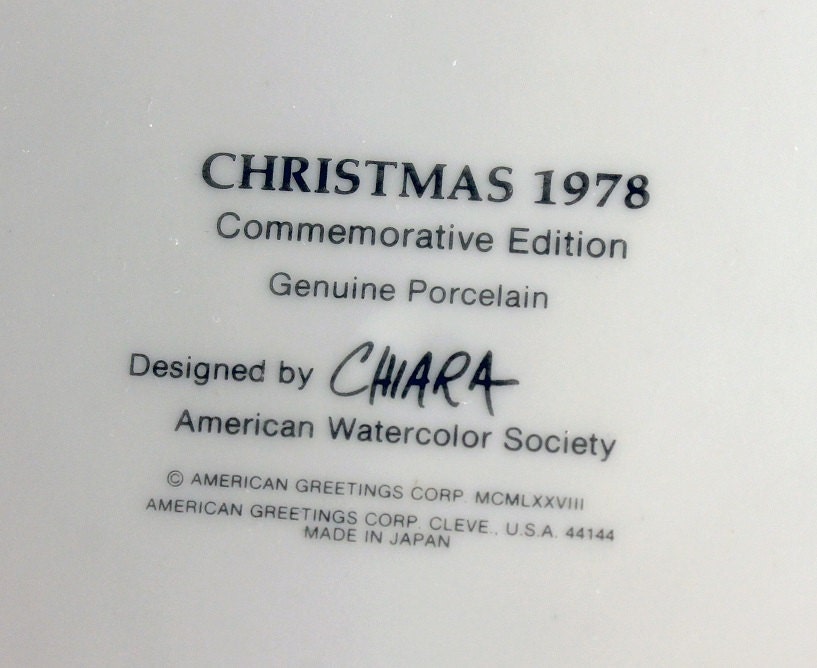 CHRISTMAS 1978
Commemorative Edition
Genuine Porcelain
Designed by CHIARA
American Watercolor Society
© AMERICAN GREETINGS CORP. MCMLXXVIII
AMERICAN GREETINGS CORP. CLEVE., U.S.A. 44144
MADE IN JAPAN